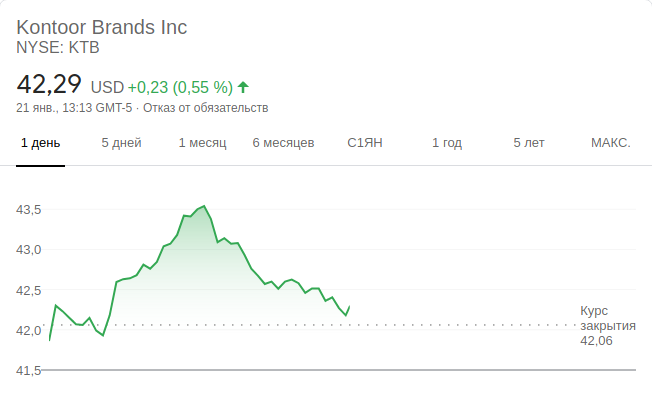 Kontoor Brands Inc
NYSE: KTB
42,29 USD +0,23 (0,55 %)
21 янв., 13:13 GMT-5 · Отказ от обязательств
1 день 5 дней 1 месяц 6 месяцев С1ЯН 1 год 5 лет МАКС.
43,5
43,0
42,5
42,0
41,5
Курс
закрытия
42,06